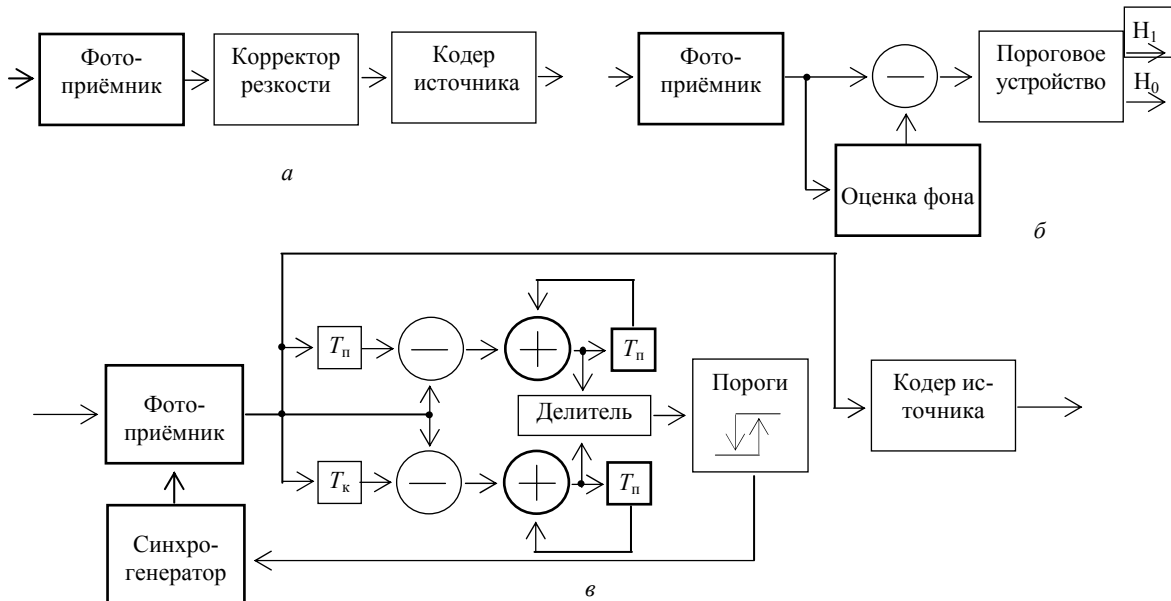 Фото-
приёмник
Корректор
резкости
Кодер
источника
а
Фото-
приёмник
Пороговое
устройство
H1
H0
Оценка фона
б
Фото-
приёмник
Tп
Tп
Делитель
Tк
Tп
Пороги
Кодер ис-
точника
Синхро-
генератор
в